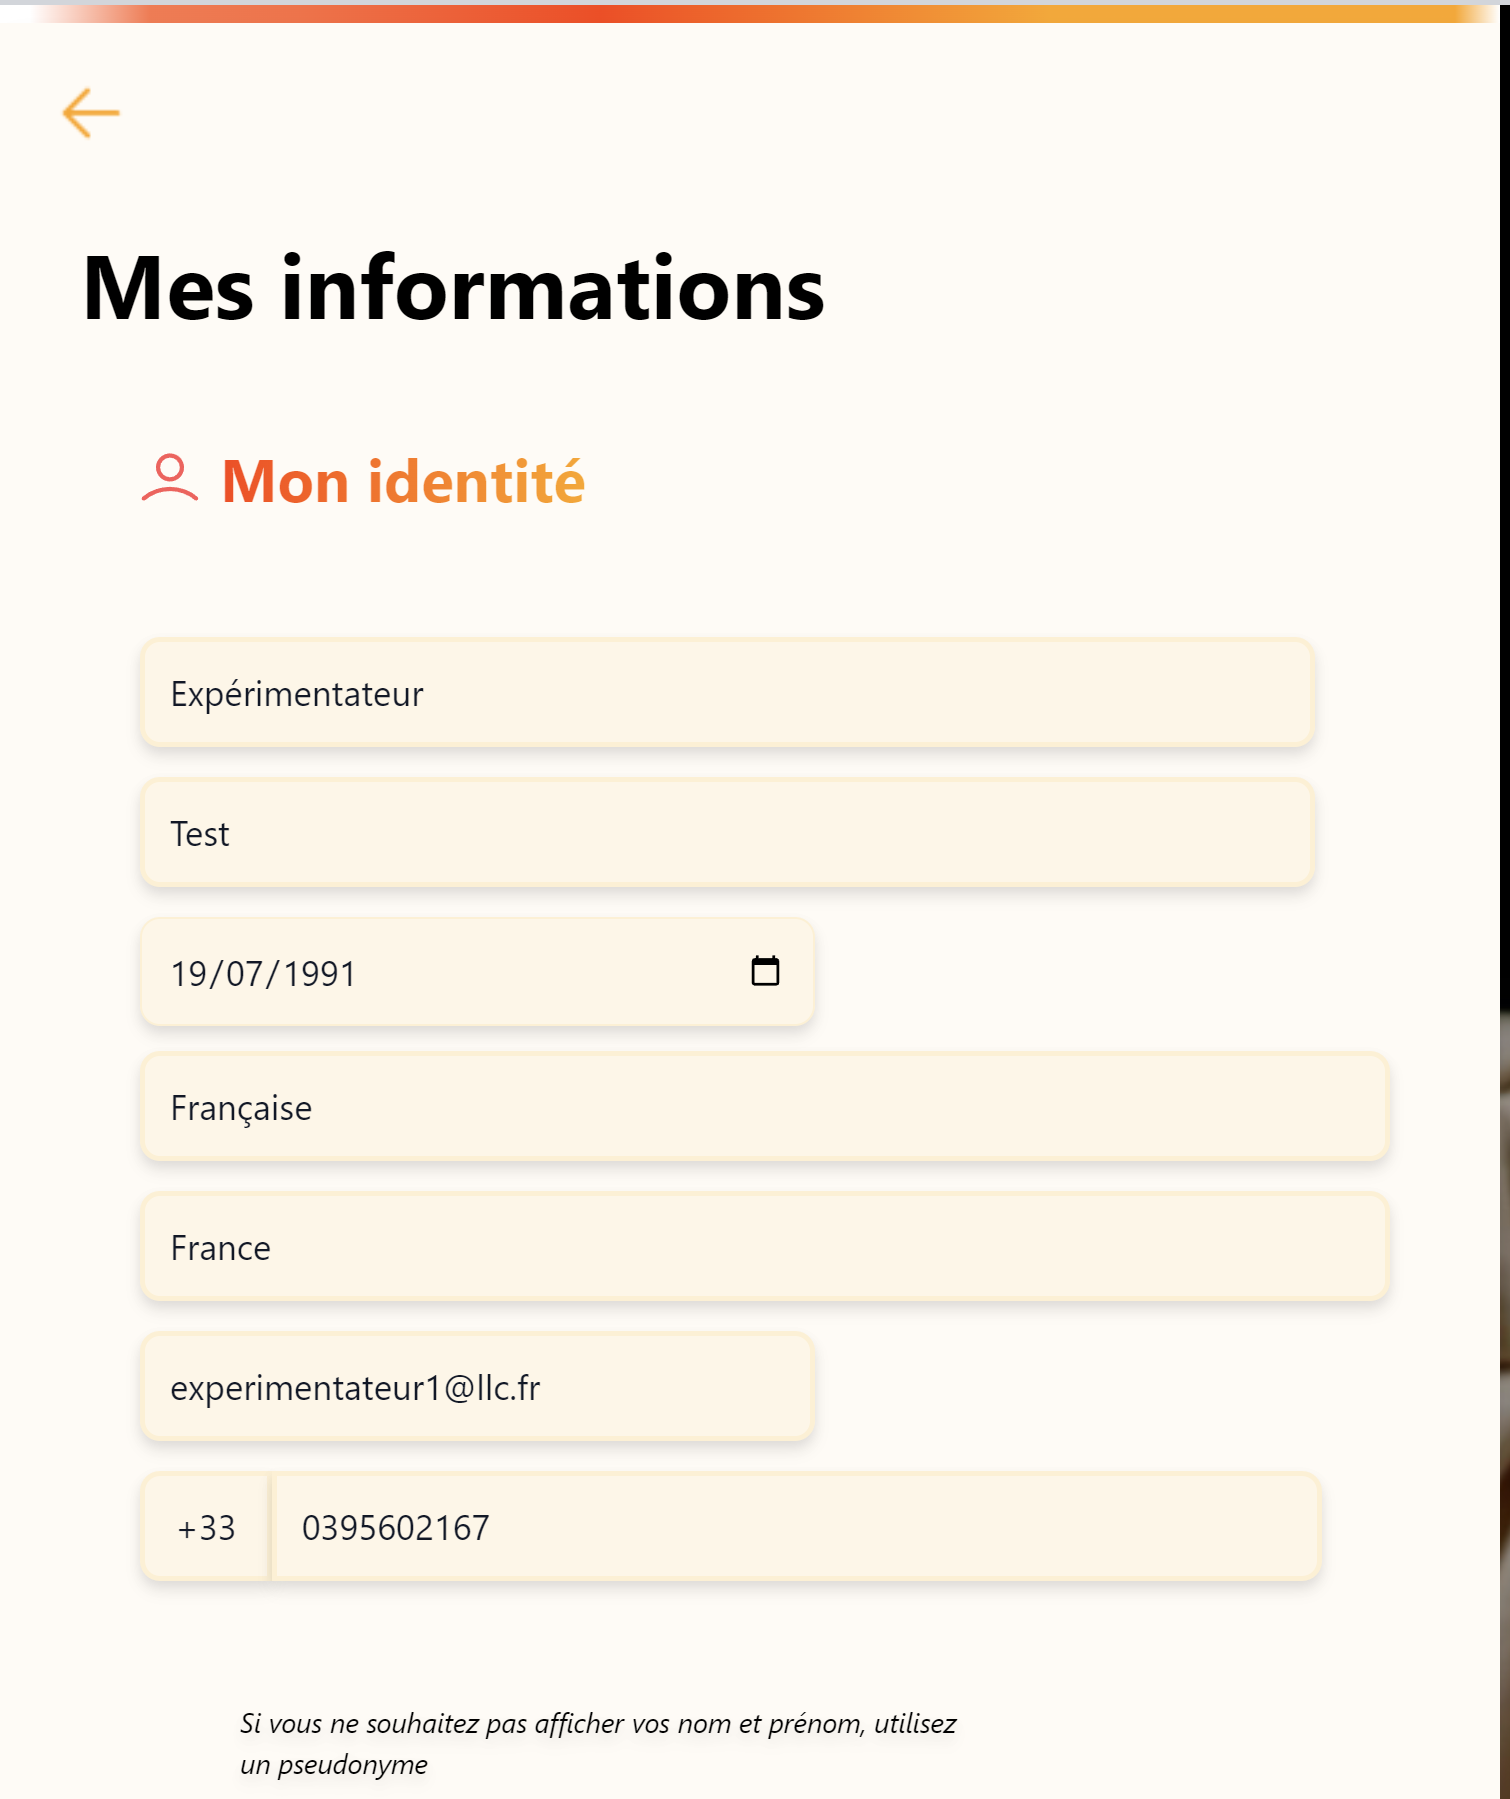 Mes informations
Mon identité
Expérimentateur
Test
19/07/1991
Française
France
experimentateur1@llc.fr
+33 0395602167
Si vous ne souhaitez pas afficher vos nom et prénom, utilisez
un pseudonyme